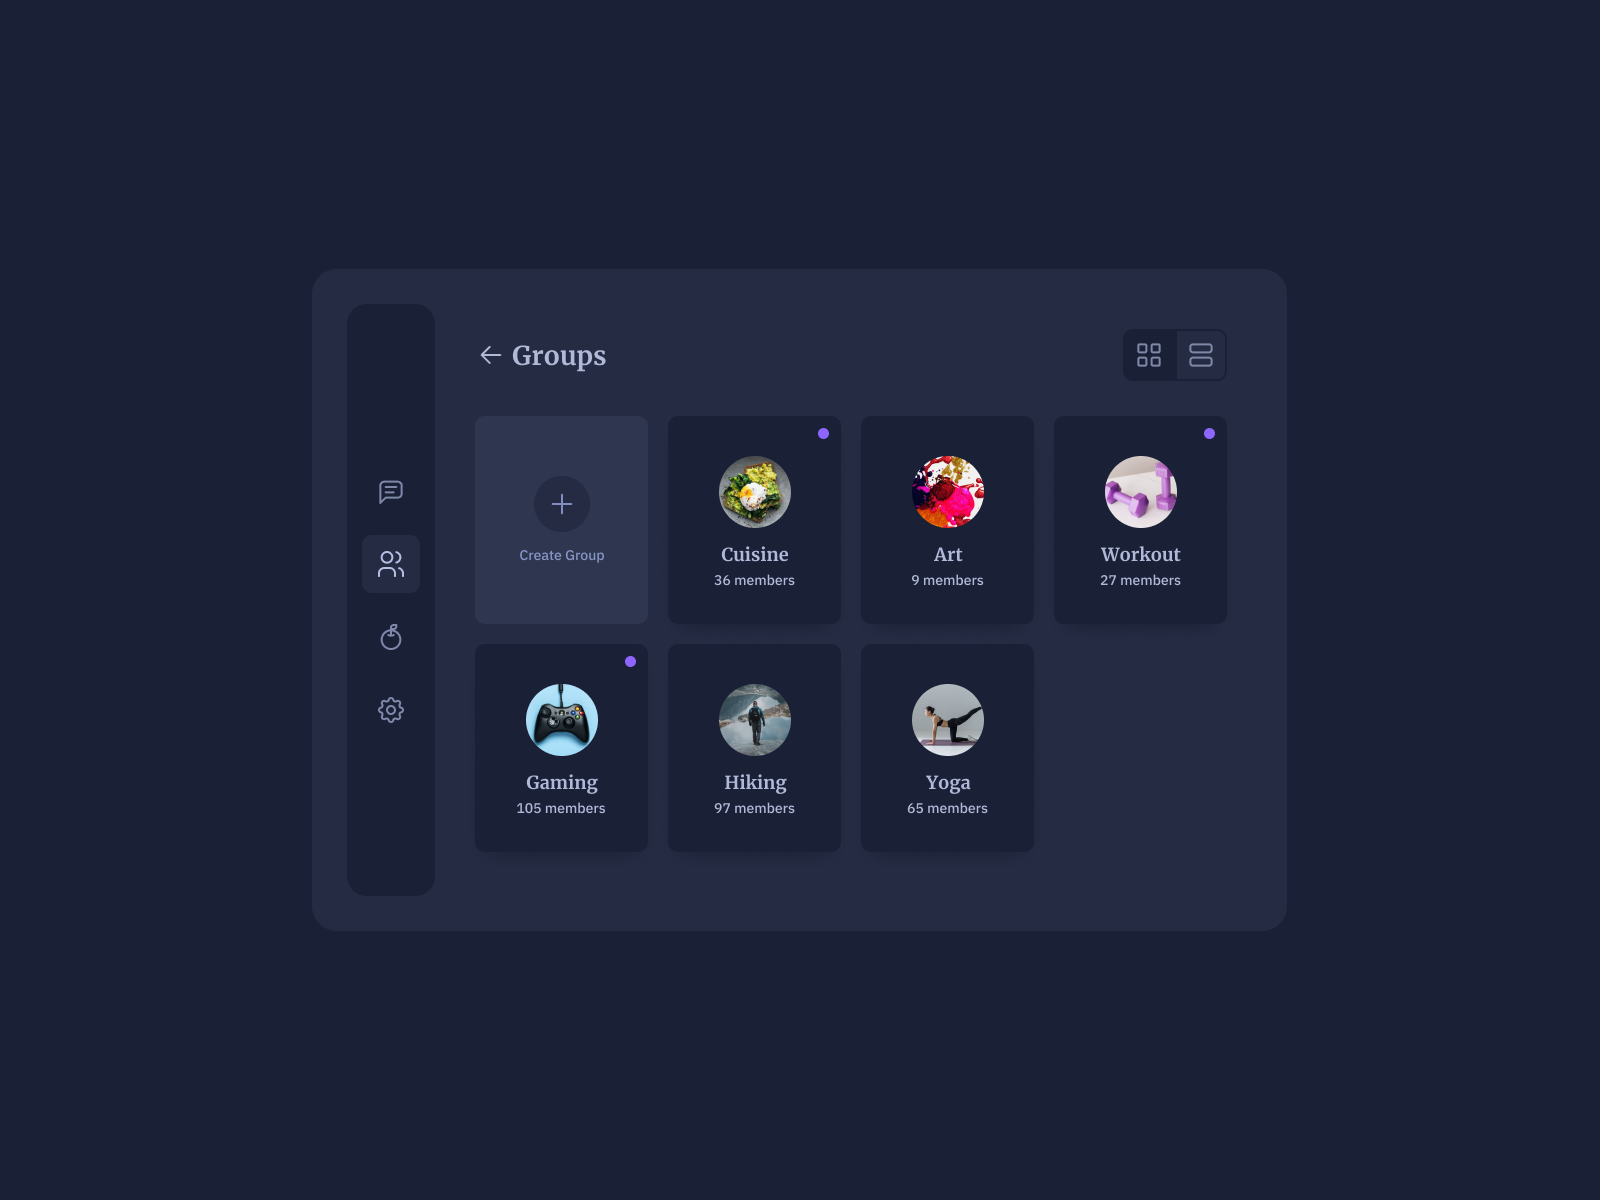 Groups
Create Group
Cuisine
36 members
Art
9 members
Workout
27 members
Gaming
105 members
Hiking
97 members
Yoga
65 members